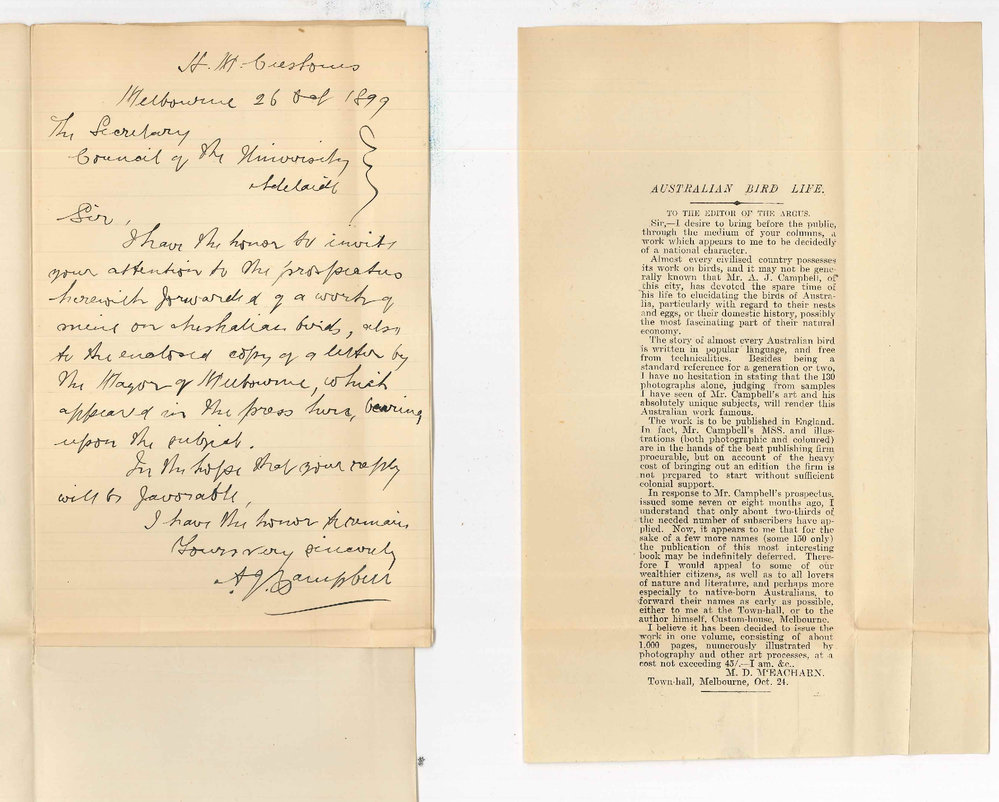 H. M. Customs
Melbourne 26 Oct 1899
The Secretary
Council of the University
Adelaide
Sir,
I have the honor to invite
your attention to the prospectus
herewith forwarded of a work of
mine on Australian birds, also
to the enclosed copy of a letter by
the Mayor of Melbourne, which
appeared in the press here, bearing
upon the subject.
In the hope that your reply
will be favorable,
I have the honor to remain
Yours very sincerely
A. J. Campbell
AUSTRALIAN BIRD LIFE.
TO THE EDITOR OF THE ARGUS.
Sir,—I desire to bring before the public,
through the medium of your columns, a
work which appears to me to be decidedly
of a national character.
Almost every civilised country possesses
its work on birds, and it may not be gene-
rally known that Mr. A. J. Campbell, of
this city, has devoted the spare time of
his life to elucidating the birds of Austra-
lia, particularly with regard to their nests
and eggs, or their domestic history, possibly
the most fascinating part of their natural
economy.
The story of almost every Australian bird
is written in popular language, and free
from technicalities. Besides being a
standard reference for a generation or two,
I have no hesitation in stating that the 130
photographs alone, judging from samples
I have seen of Mr. Campbell's art and his
absolutely unique subjects, will render this
Australian work famous.
The work is to be published in England.
In fact, Mr. Campbell's MSS. and illus-
trations (both photographic and coloured)
are in the hands of the best publishing firm
procurable, but on account of the heavy
cost of bringing out an edition the firm is
not prepared to start without sufficient
colonial support.
In response to Mr. Campbell's prospectus,
issued some seven or eight months ago, I
understand that only about two-thirds of
the needed number of subscribers have ap-
plied. Now, it appears to me that for the
sake of a few more names (some 150 only)
the publication of this most interesting
book may be indefinitely deferred. There-
fore I would appeal to some of our
wealthier citizens, as well as to all lovers
of nature and literature, and perhaps more
especially to native-born Australians, to
forward their names as early as possible,
either to me at the Town-hall, or to the
author himself, Custom-house, Melbourne.
I believe it has been decided to issue the
work in one volume, consisting of about
1,000 pages, numerously illustrated by
photography and other art processes, at a
cost not exceeding 45/.—I am, &c.,
M. D. M'EACHARN.
Town-hall, Melbourne, Oct. 24.